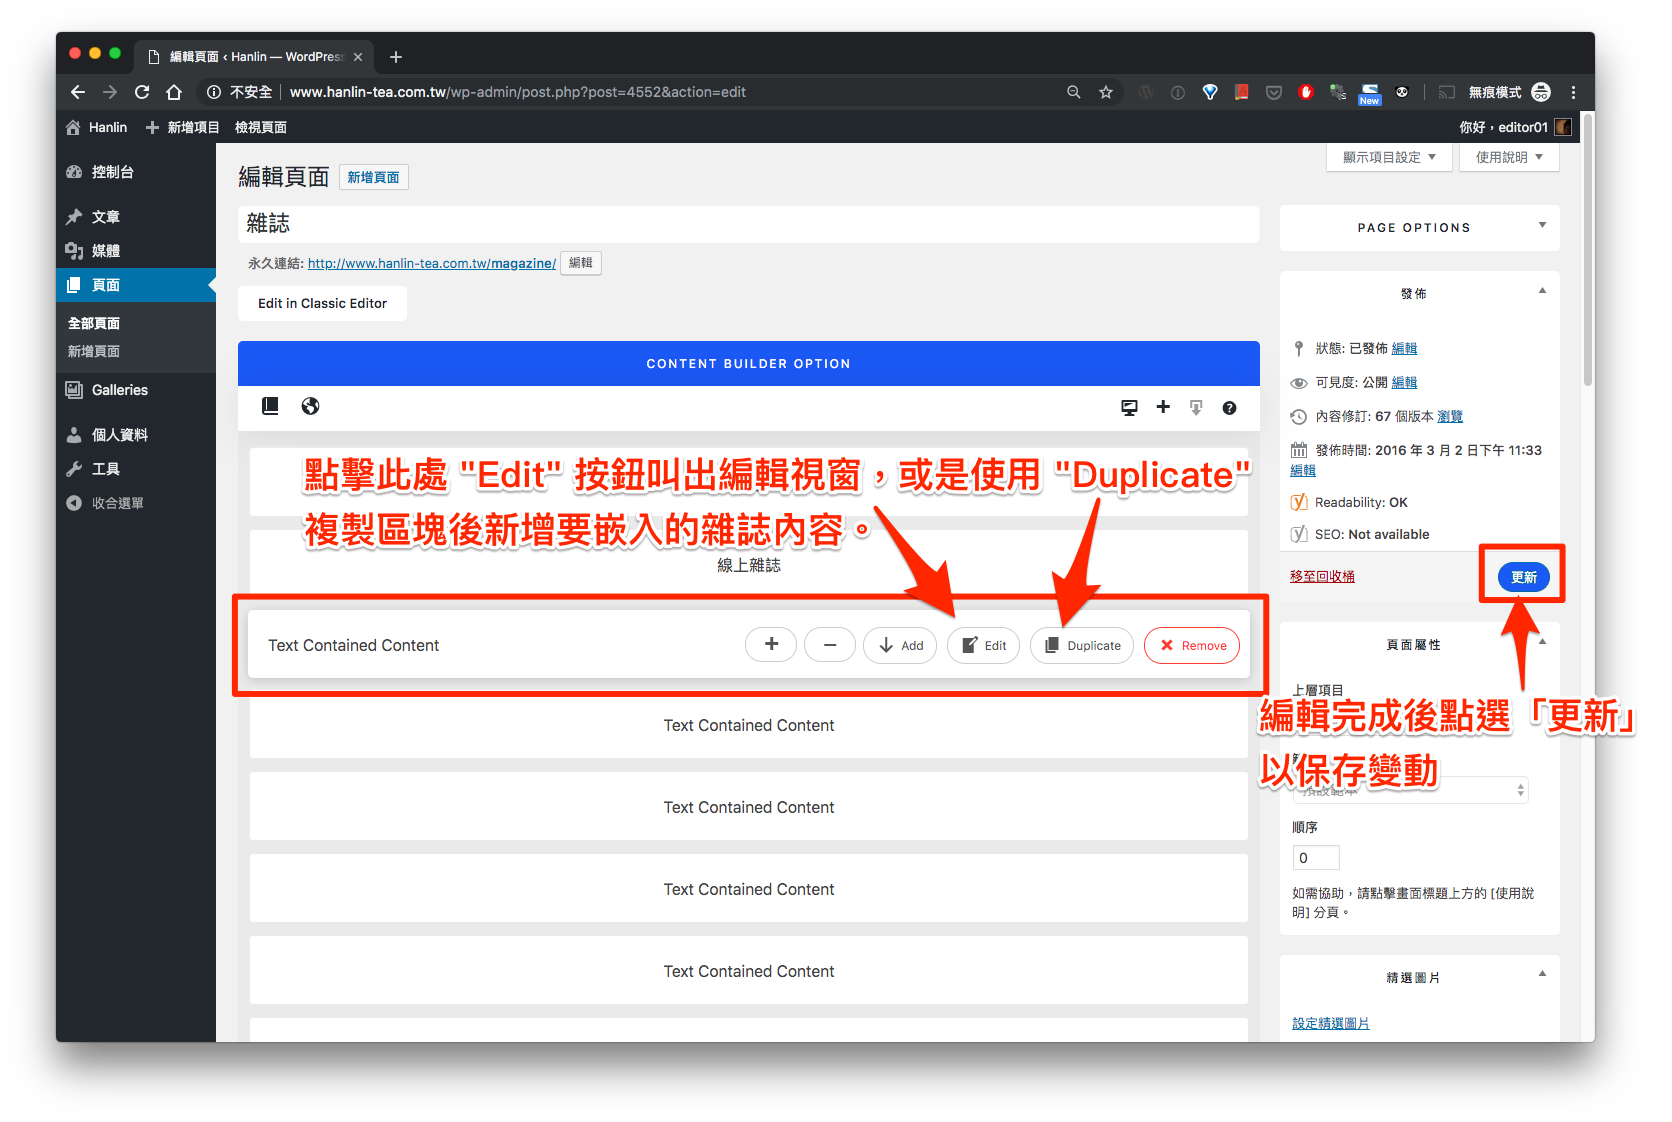 編輯頁面 ‹ Hanlin — WordPress
不安全 www.hanlin-tea.com.tw/wp-admin/post.php?post=4552&action=edit
New
無痕模式
Hanlin 新增項目 檢視頁面 你好，editor01
控制台
文章
媒體
頁面
全部頁面
新增頁面
Galleries
個人資料
工具
收合選單
顯示項目設定 使用說明
編輯頁面 新增頁面
雜誌
永久連結: http://www.hanlin-tea.com.tw/magazine/ 編輯
Edit in Classic Editor
CONTENT BUILDER OPTION
點擊此處 "Edit" 按鈕叫出編輯視窗，或是使用 "Duplicate"
複製區塊後新增要嵌入的雜誌內容。
線上雜誌
Text Contained Content Add Edit Duplicate Remove
Text Contained Content
Text Contained Content
Text Contained Content
Text Contained Content
PAGE OPTIONS
發佈
狀態: 已發佈 編輯
可見度: 公開 編輯
內容修訂: 67 個版本 瀏覽
發佈時間: 2016 年 3 月 2 日下午 11:33
編輯
Readability: OK
SEO: Not available
移至回收桶 更新
頁面屬性
上層項目
編輯完成後點選「更新」
以保存變動
順序
0
如需協助，請點擊畫面標題上方的 [使用說
明] 分頁。
精選圖片
設定精選圖片